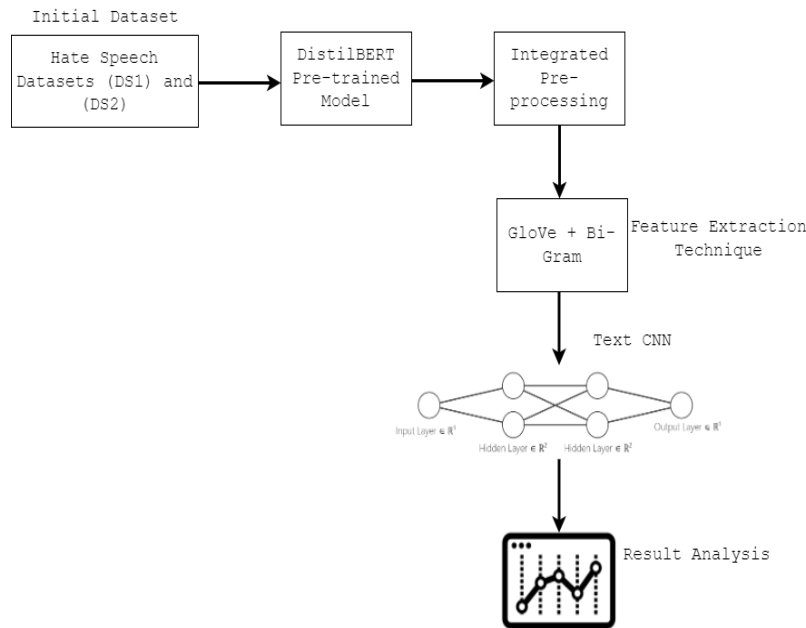 Initial Dataset
Hate Speech
Datasets (DS1) and
(DS2)
DistilBERT
Pre-trained
Model
Integrated
Pre-
processing
GloVe + Bi-
Gram
Feature Extraction
Technique
Text CNN
Input Layer ∈ ℝ¹
Hidden Layer ∈ ℝ²
Hidden Layer ∈ ℝ²
Output Layer ∈ ℝ¹
Result Analysis